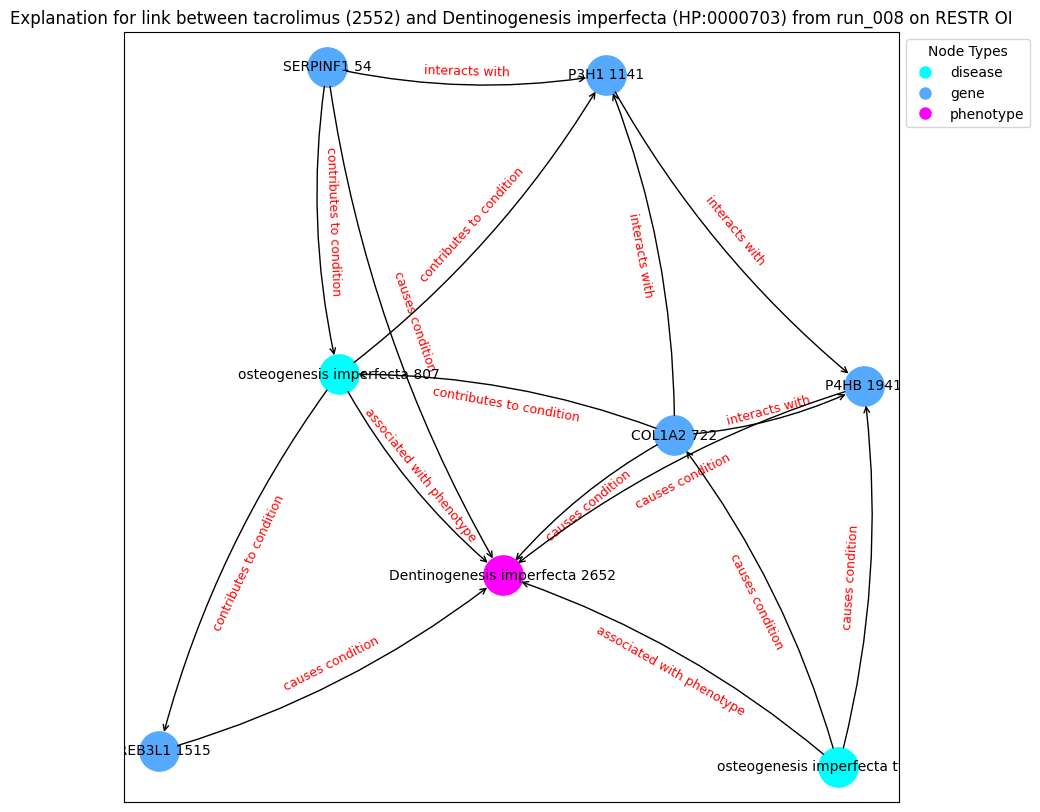 Explanation for link between tacrolimus (2552) and Dentinogenesis imperfecta (HP:0000703) from run_008 on RESTR OI
Node Types
disease
gene
phenotype
SERPINF1 54
P3H1 1141
interacts with
contributes to condition
contributes to condition
interacts with
interacts with
causes condition
osteogenesis imperfecta 807
P4HB 1941
contributes to condition
interacts with
COL1A2 722
associated with phenotype
causes condition
causes condition
contributes to condition
Dentinogenesis imperfecta 2652
causes condition
causes condition
causes condition
associated with phenotype
REB3L1 1515
osteogenesis imperfecta t